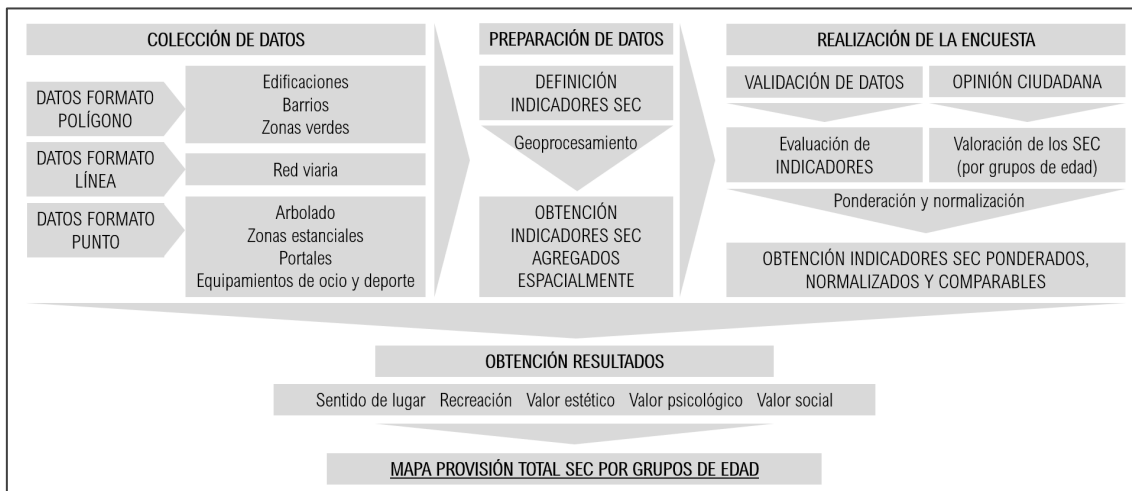 COLECCIÓN DE DATOS
DATOS FORMATO
POLÍGONO
Edificaciones
Barrios
Zonas verdes
DATOS FORMATO
LÍNEA
Red viaria
DATOS FORMATO
PUNTO
Arbolado
Zonas estanciales
Portales
Equipamientos de ocio y deporte
PREPARACIÓN DE DATOS
DEFINICIÓN
INDICADORES SEC
Geoprocesamiento
OBTENCIÓN
INDICADORES SEC
AGREGADOS
ESPACIALMENTE
REALIZACIÓN DE LA ENCUESTA
VALIDACIÓN DE DATOS
OPINIÓN CIUDADANA
Evaluación de
INDICADORES
Valoración de los SEC
(por grupos de edad)
Ponderación y normalización
OBTENCIÓN INDICADORES SEC PONDERADOS,
NORMALIZADOS Y COMPARABLES
OBTENCIÓN RESULTADOS
Sentido de lugar Recreación Valor estético Valor psicológico Valor social
MAPA PROVISIÓN TOTAL SEC POR GRUPOS DE EDAD